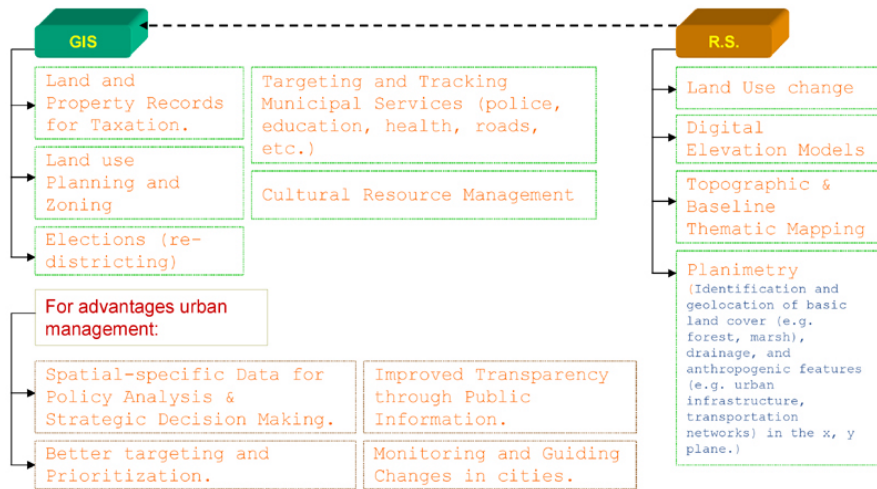 GIS
R.S.
Land and
Property Records
for Taxation.
Targeting and Tracking
Municipal Services (police,
education, health, roads,
etc.)
Land use
Planning and
Zoning
Cultural Resource Management
Elections (re-
districting)
Land Use change
Digital
Elevation Models
Topographic &
Baseline
Thematic Mapping
Planimetry
(Identification and
geolocation of basic
land cover (e.g.
forest, marsh),
drainage, and
anthropogenic features
(e.g. urban
infrastructure,
transportation
networks) in the x, y
plane.)
For advantages urban
management:
Spatial-specific Data for
Policy Analysis &
Strategic Decision Making.
Improved Transparency
through Public
Information.
Better targeting and
Prioritization.
Monitoring and Guiding
Changes in cities.